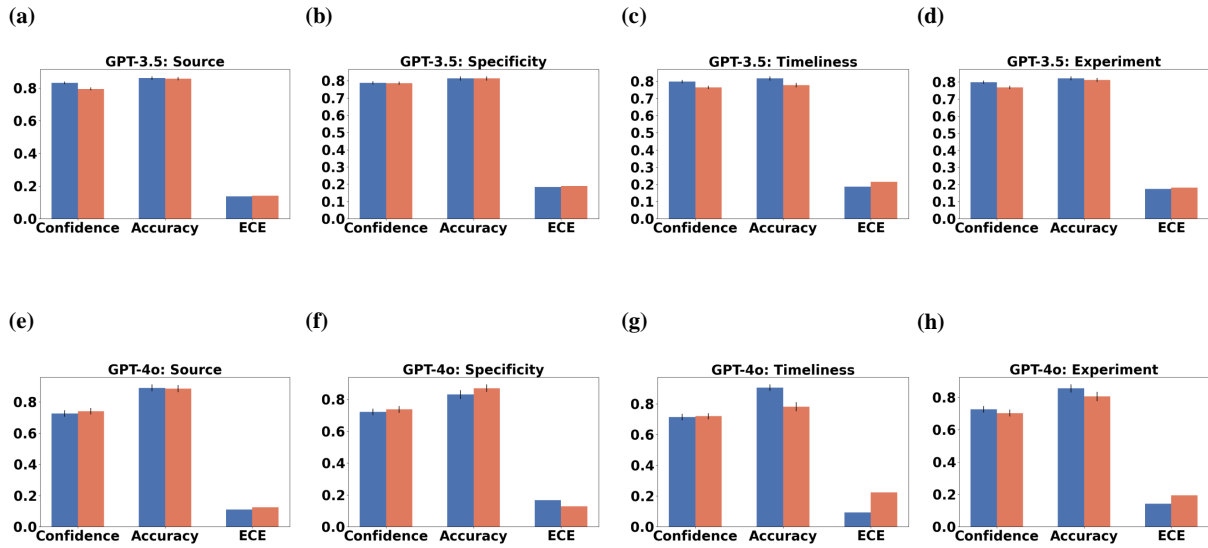 (a)
(b)
(c)
(d)
GPT-3.5: Source
0.8
0.6
0.4
0.2
0.0
Confidence Accuracy ECE
GPT-3.5: Specificity
0.8
0.7
0.6
0.5
0.4
0.3
0.2
0.1
0.0
Confidence Accuracy ECE
GPT-3.5: Timeliness
0.8
0.7
0.6
0.5
0.4
0.3
0.2
0.1
0.0
Confidence Accuracy ECE
GPT-3.5: Experiment
0.8
0.7
0.6
0.5
0.4
0.3
0.2
0.1
0.0
Confidence Accuracy ECE
(e)
(f)
(g)
(h)
GPT-4o: Source
0.8
0.6
0.4
0.2
0.0
Confidence Accuracy ECE
GPT-4o: Specificity
0.8
0.6
0.4
0.2
0.0
Confidence Accuracy ECE
GPT-4o: Timeliness
0.8
0.6
0.4
0.2
0.0
Confidence Accuracy ECE
GPT-4o: Experiment
0.8
0.6
0.4
0.2
0.0
Confidence Accuracy ECE